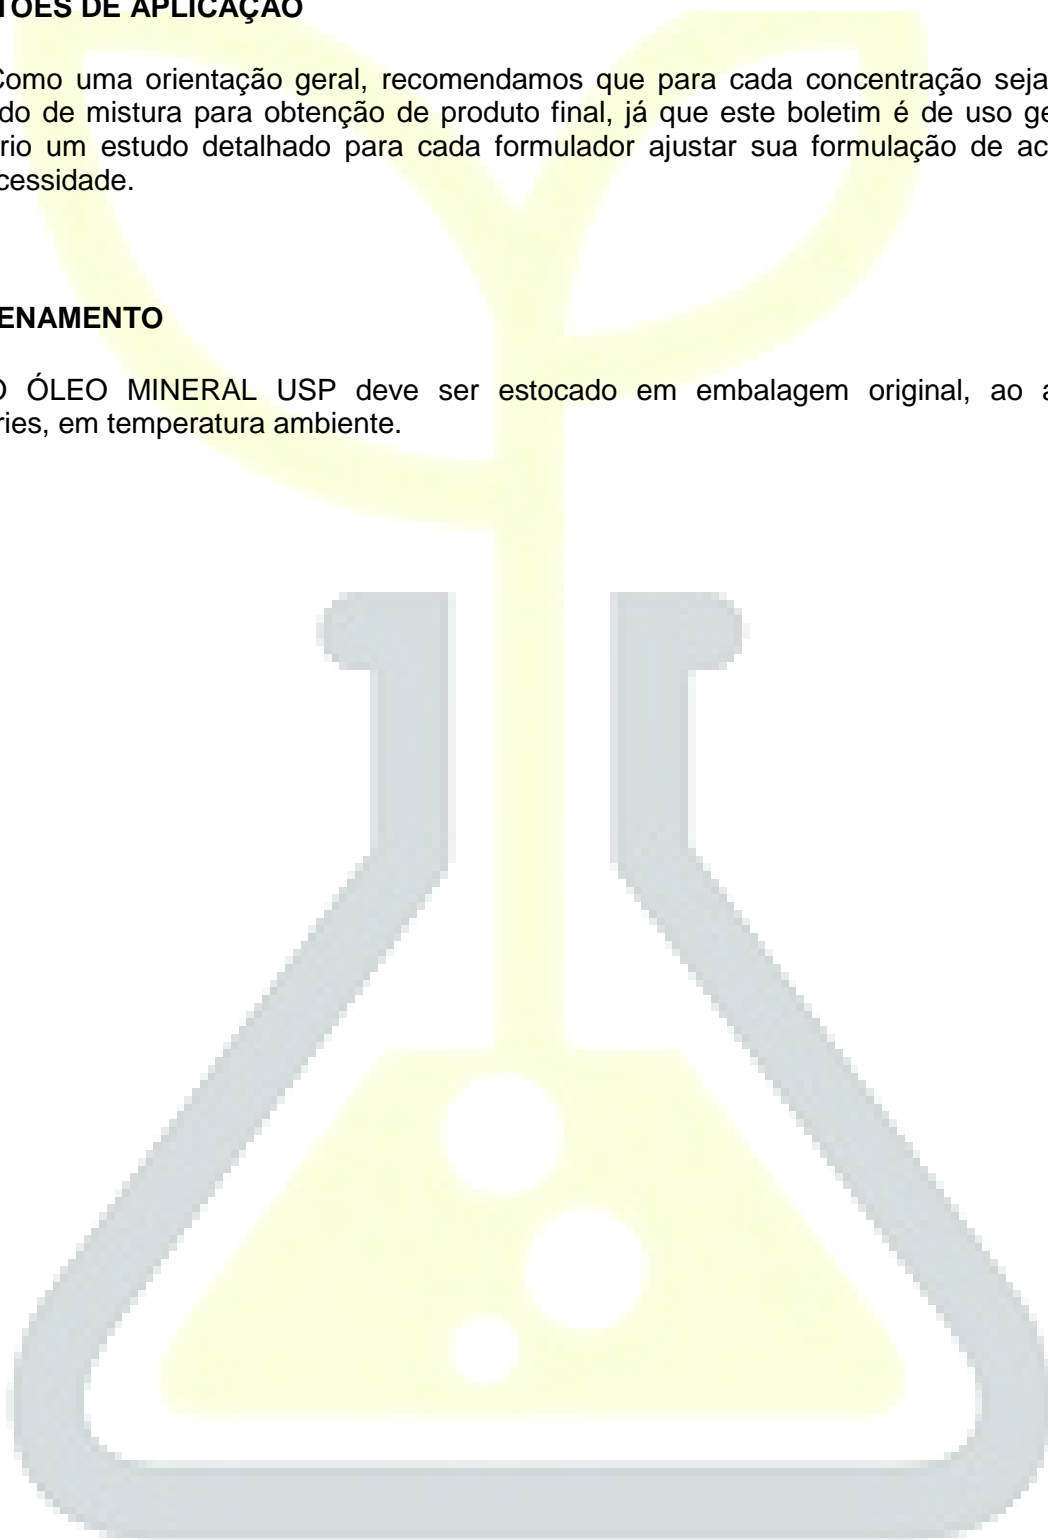 TÕES DE APLICAÇÃO
Como uma orientação geral, recomendamos que para cada concentração seja
do de mistura para obtenção de produto final, já que este boletim é de uso ge
rio um estudo detalhado para cada formulador ajustar sua formulação de ac
cessidade.
ENAMENTO
O ÓLEO MINERAL USP deve ser estocado em embalagem original, ao a
ries, em temperatura ambiente.